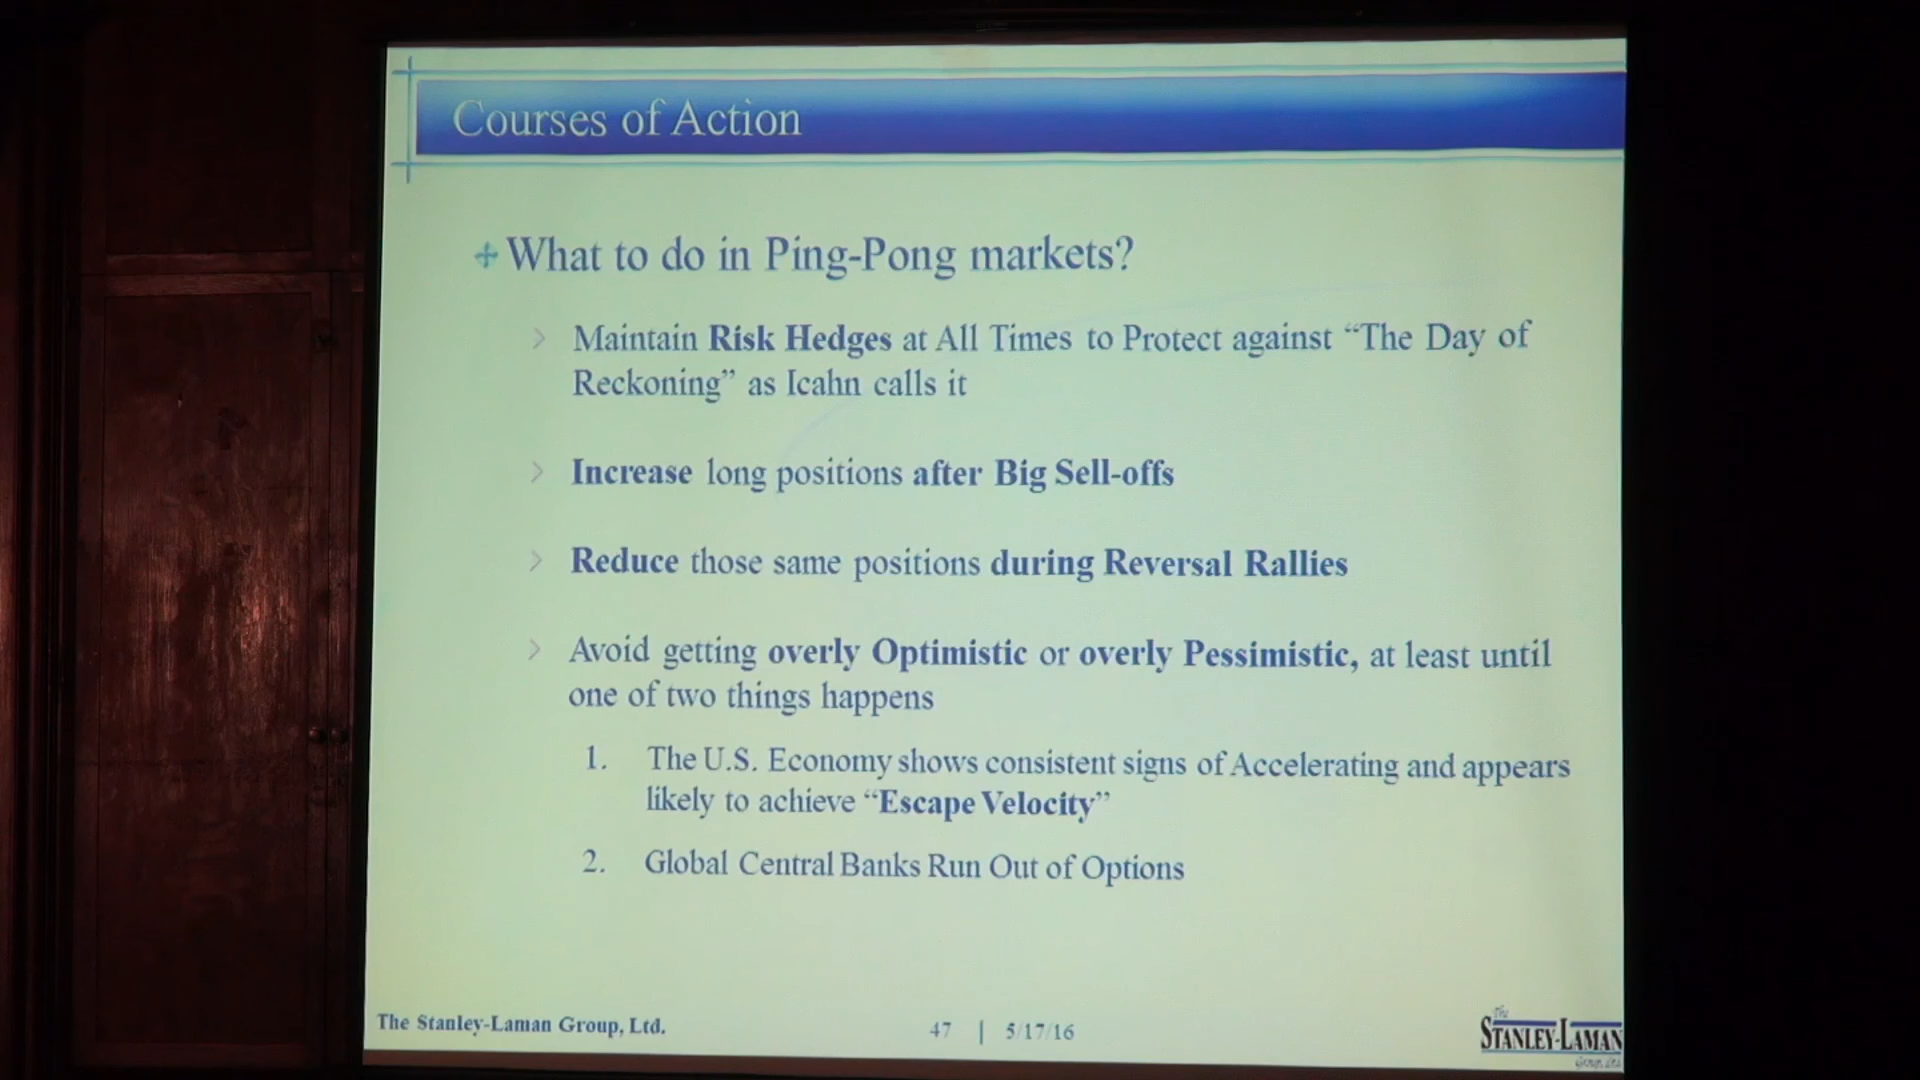 Courses of Action
What to do in Ping-Pong markets?
Maintain Risk Hedges at All Times to Protect against “The Day of
Reckoning” as Icahn calls it
Increase long positions after Big Sell-offs
Reduce those same positions during Reversal Rallies
Avoid getting overly Optimistic or overly Pessimistic, at least until
one of two things happens
1. The U.S. Economy shows consistent signs of Accelerating and appears
likely to achieve “Escape Velocity”
2. Global Central Banks Run Out of Options
The Stanley-Laman Group, Ltd.
47 | 5/17/16
The
STANLEY-LAMAN
Group, Ltd.